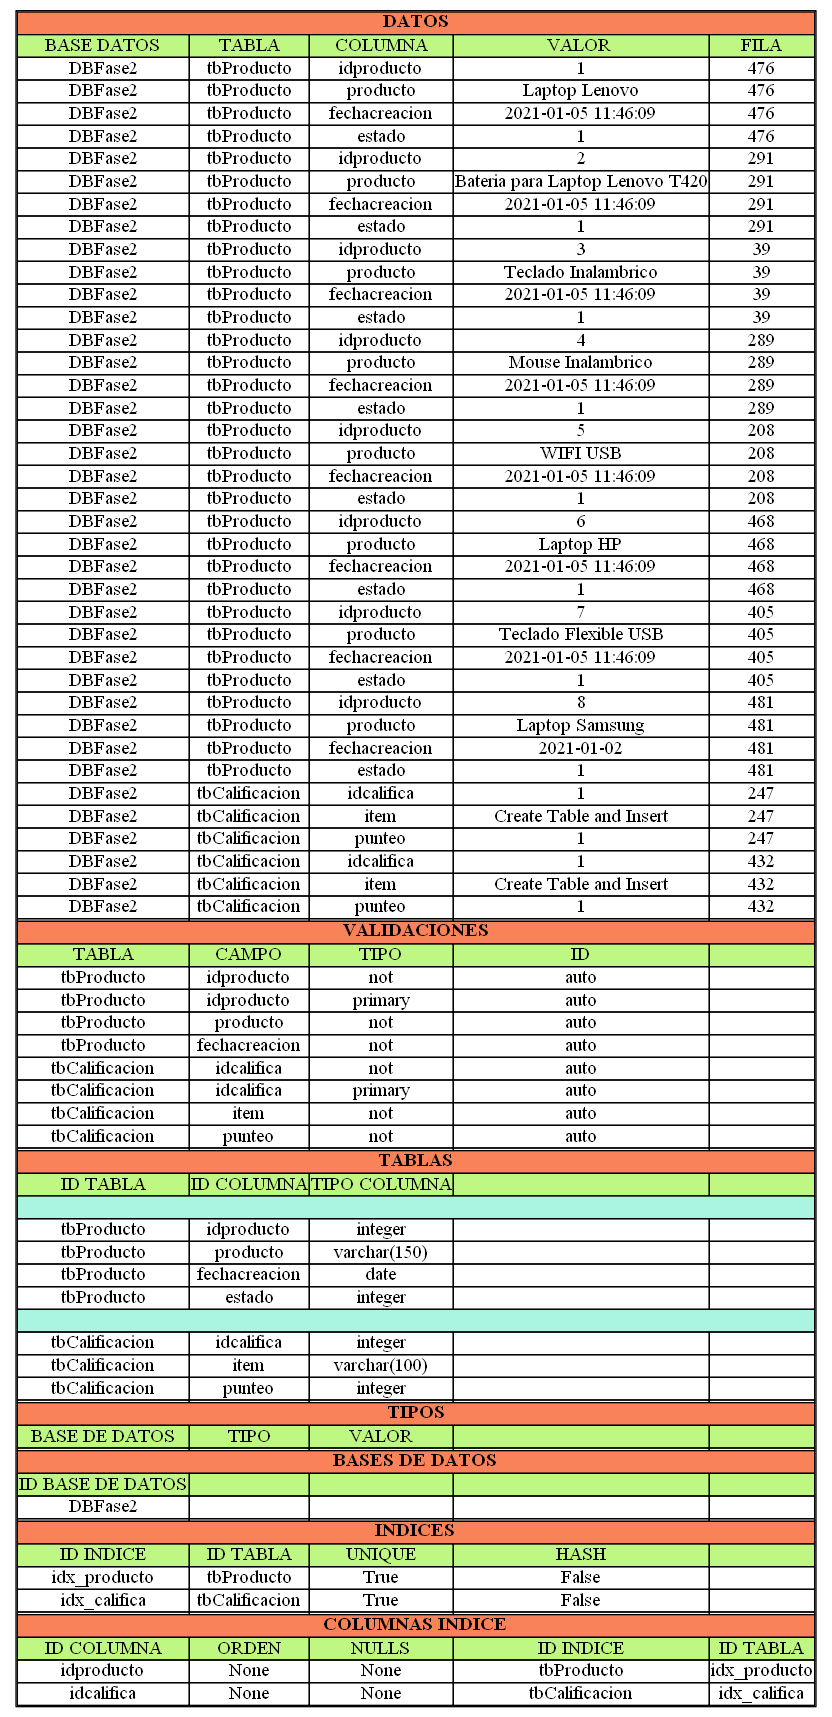 DATOS
BASE DATOS TABLA COLUMNA VALOR FILA
DBFase2 tbProducto idproducto 1 476
DBFase2 tbProducto producto Laptop Lenovo 476
DBFase2 tbProducto fechacreacion 2021-01-05 11:46:09 476
DBFase2 tbProducto estado 1 476
DBFase2 tbProducto idproducto 2 291
DBFase2 tbProducto producto Bateria para Laptop Lenovo T420 291
DBFase2 tbProducto fechacreacion 2021-01-05 11:46:09 291
DBFase2 tbProducto estado 1 291
DBFase2 tbProducto idproducto 3 39
DBFase2 tbProducto producto Teclado Inalambrico 39
DBFase2 tbProducto fechacreacion 2021-01-05 11:46:09 39
DBFase2 tbProducto estado 1 39
DBFase2 tbProducto idproducto 4 289
DBFase2 tbProducto producto Mouse Inalambrico 289
DBFase2 tbProducto fechacreacion 2021-01-05 11:46:09 289
DBFase2 tbProducto estado 1 289
DBFase2 tbProducto idproducto 5 208
DBFase2 tbProducto producto WIFI USB 208
DBFase2 tbProducto fechacreacion 2021-01-05 11:46:09 208
DBFase2 tbProducto estado 1 208
DBFase2 tbProducto idproducto 6 468
DBFase2 tbProducto producto Laptop HP 468
DBFase2 tbProducto fechacreacion 2021-01-05 11:46:09 468
DBFase2 tbProducto estado 1 468
DBFase2 tbProducto idproducto 7 405
DBFase2 tbProducto producto Teclado Flexible USB 405
DBFase2 tbProducto fechacreacion 2021-01-05 11:46:09 405
DBFase2 tbProducto estado 1 405
DBFase2 tbProducto idproducto 8 481
DBFase2 tbProducto producto Laptop Samsung 481
DBFase2 tbProducto fechacreacion 2021-01-02 481
DBFase2 tbProducto estado 1 481
DBFase2 tbCalificacion idcalifica 1 247
DBFase2 tbCalificacion item Create Table and Insert 247
DBFase2 tbCalificacion punteo 1 247
DBFase2 tbCalificacion idcalifica 1 432
DBFase2 tbCalificacion item Create Table and Insert 432
DBFase2 tbCalificacion punteo 1 432
VALIDACIONES
TABLA CAMPO TIPO ID
tbProducto idproducto not auto
tbProducto idproducto primary auto
tbProducto producto not auto
tbProducto fechacreacion not auto
tbCalificacion idcalifica not auto
tbCalificacion idcalifica primary auto
tbCalificacion item not auto
tbCalificacion punteo not auto
TABLAS
ID TABLA ID COLUMNA TIPO COLUMNA
tbProducto idproducto integer
tbProducto producto varchar(150)
tbProducto fechacreacion date
tbProducto estado integer
tbCalificacion idcalifica integer
tbCalificacion item varchar(100)
tbCalificacion punteo integer
TIPOS
BASE DE DATOS TIPO VALOR
BASES DE DATOS
ID BASE DE DATOS
DBFase2
INDICES
ID INDICE ID TABLA UNIQUE HASH
idx_producto tbProducto True False
idx_califica tbCalificacion True False
COLUMNAS INDICE
ID COLUMNA ORDEN NULLS ID INDICE ID TABLA
idproducto None None tbProducto idx_producto
idcalifica None None tbCalificacion idx_califica